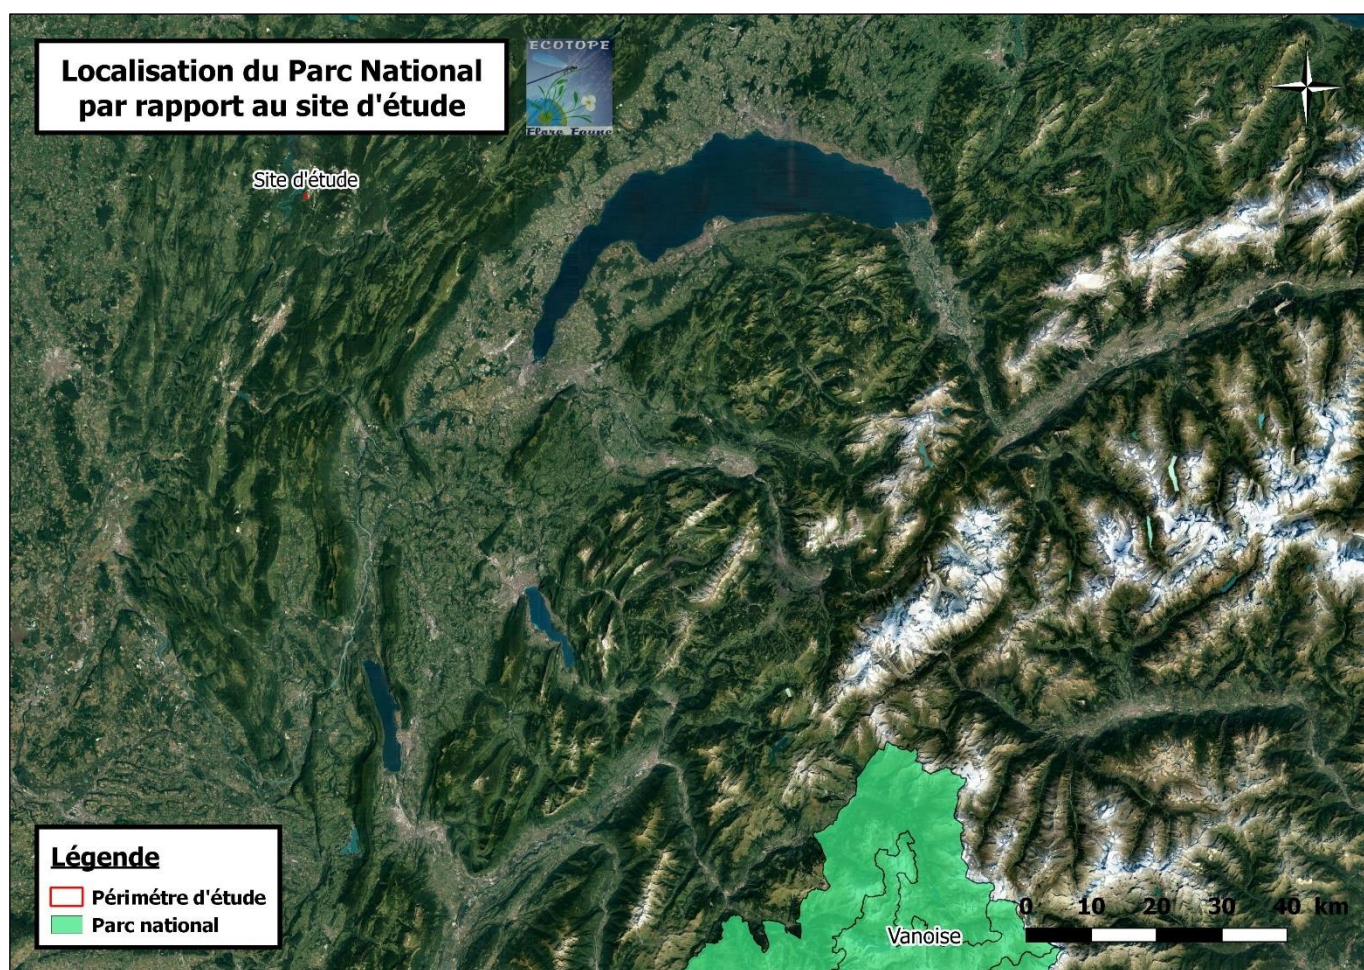 Localisation du Parc National
par rapport au site d'étude
ECOTOPE
Flore Faune
Site d'étude
Légende
Périmétre d'étude
Parc national
Vanoise
0 10 20 30 40 km